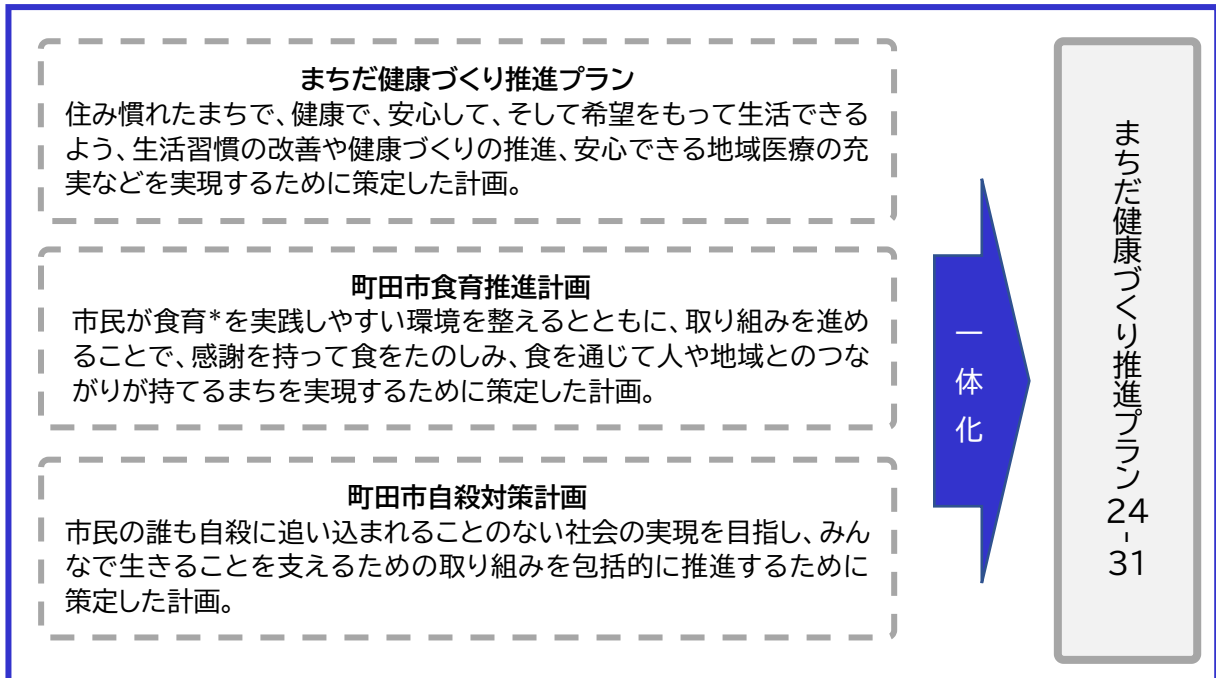 まちだ健康づくり推進プラン
住み慣れたまちで、健康で、安心して、そして希望をもって生活できる
よう、生活習慣の改善や健康づくりの推進、安心できる地域医療の充
実などを実現するために策定した計画。
町田市食育推進計画
市民が食育*を実践しやすい環境を整えるとともに、取り組みを進め
ることで、感謝を持って食をたのしみ、食を通じて人や地域とのつな
がりが持てるまちを実現するために策定した計画。
町田市自殺対策計画
市民の誰も自殺に追い込まれることのない社会の実現を目指し、みん
なで生きることを支えるための取り組みを包括的に推進するために
策定した計画。
一体化
まちだ健康づくり推進プラン24-31